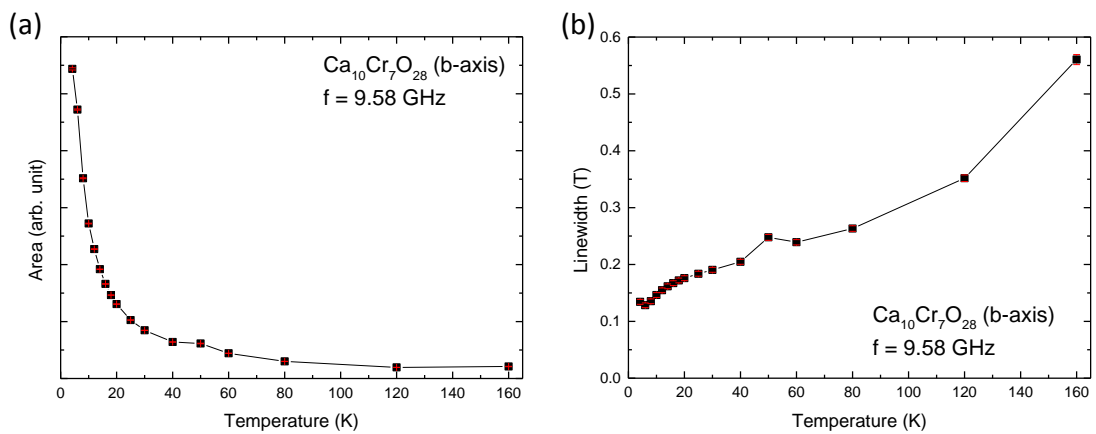 (a)
Ca₁₀Cr₇O₂₈ (b-axis)
f = 9.58 GHz
Area (arb. unit)
0 20 40 60 80 100 120 140 160
Temperature (K)
(b)
0.6
0.5
0.4
0.3
0.2
0.1
0.0
Linewidth (T)
Ca₁₀Cr₇O₂₈ (b-axis)
f = 9.58 GHz
0 20 40 60 80 100 120 140 160
Temperature (K)